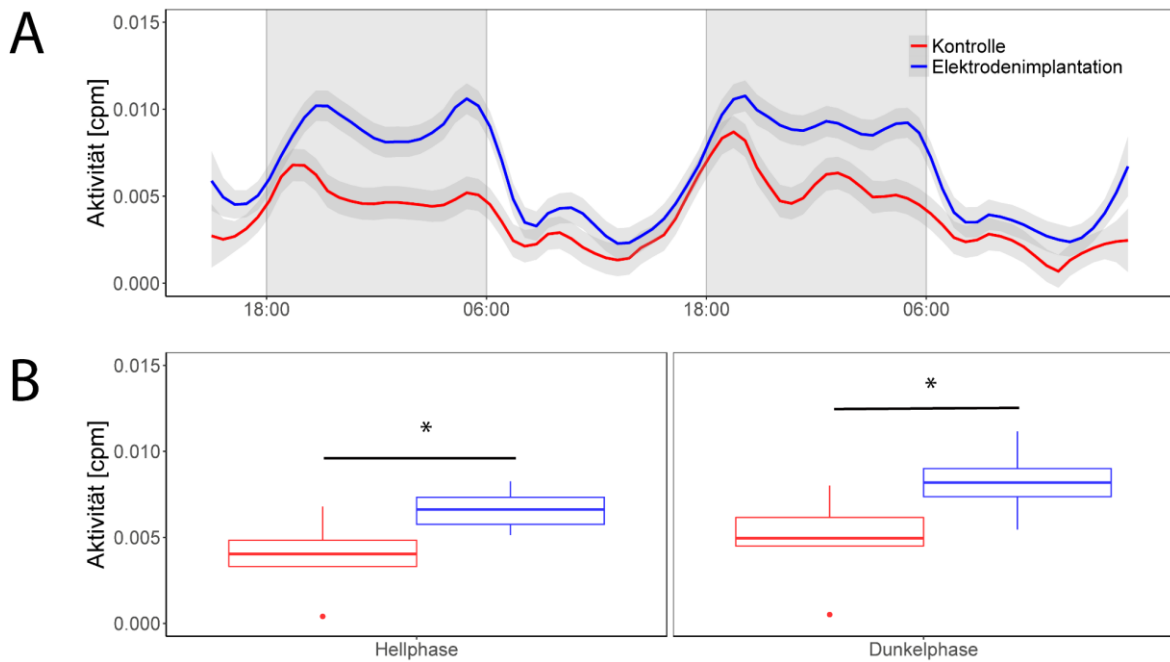 A
Aktivität [cpm]
0.015
0.010
0.005
0.000
Kontrolle
Elektrodenimplantation
18:00 06:00 18:00 06:00
B
Aktivität [cpm]
0.015
0.010
0.005
0.000
* *
Hellphase Dunkelphase